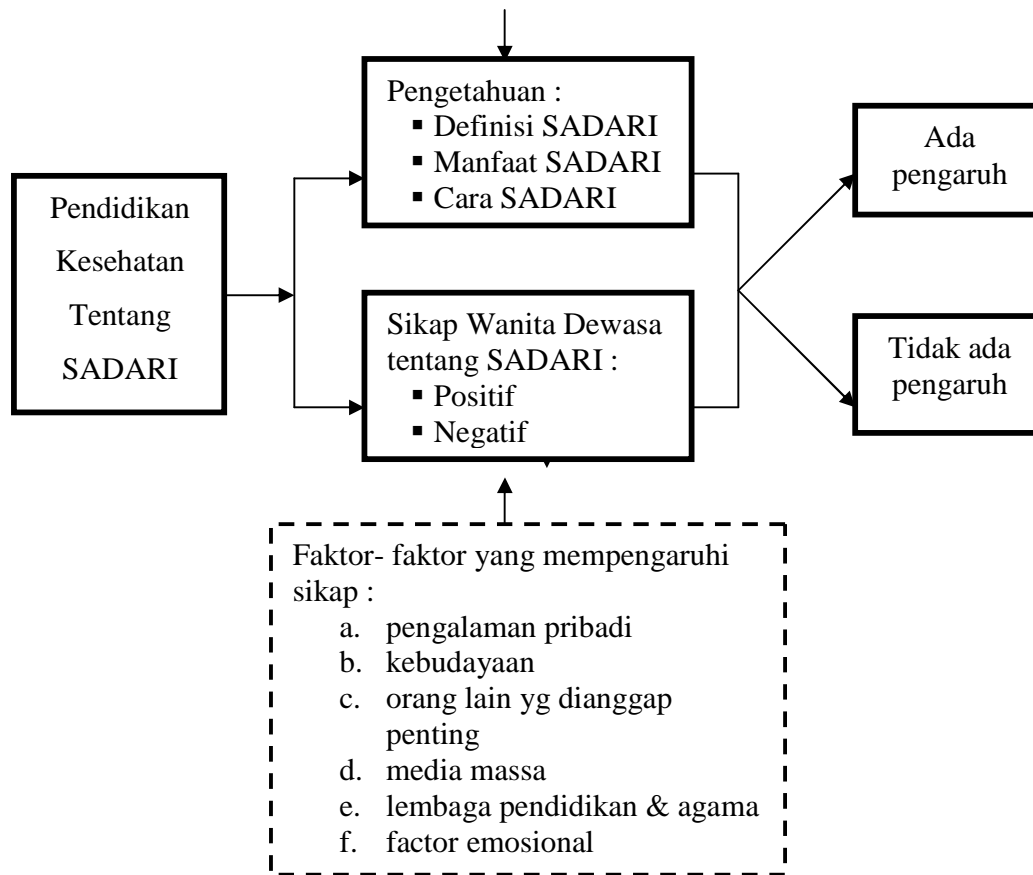 Pendidikan
Kesehatan
Tentang
SADARI
Pengetahuan :
▪ Definisi SADARI
▪ Manfaat SADARI
▪ Cara SADARI
Sikap Wanita Dewasa
tentang SADARI :
▪ Positif
▪ Negatif
Ada
pengaruh
Tidak ada
pengaruh
Faktor- faktor yang mempengaruhi
sikap :
a. pengalaman pribadi
b. kebudayaan
c. orang lain yg dianggap
penting
d. media massa
e. lembaga pendidikan & agama
f. factor emosional